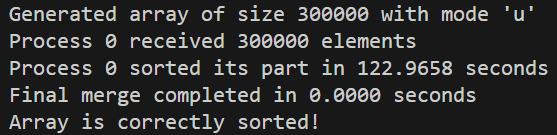 Generated array of size 300000 with mode 'u'
Process 0 received 300000 elements
Process 0 sorted its part in 122.9658 seconds
Final merge completed in 0.0000 seconds
Array is correctly sorted!